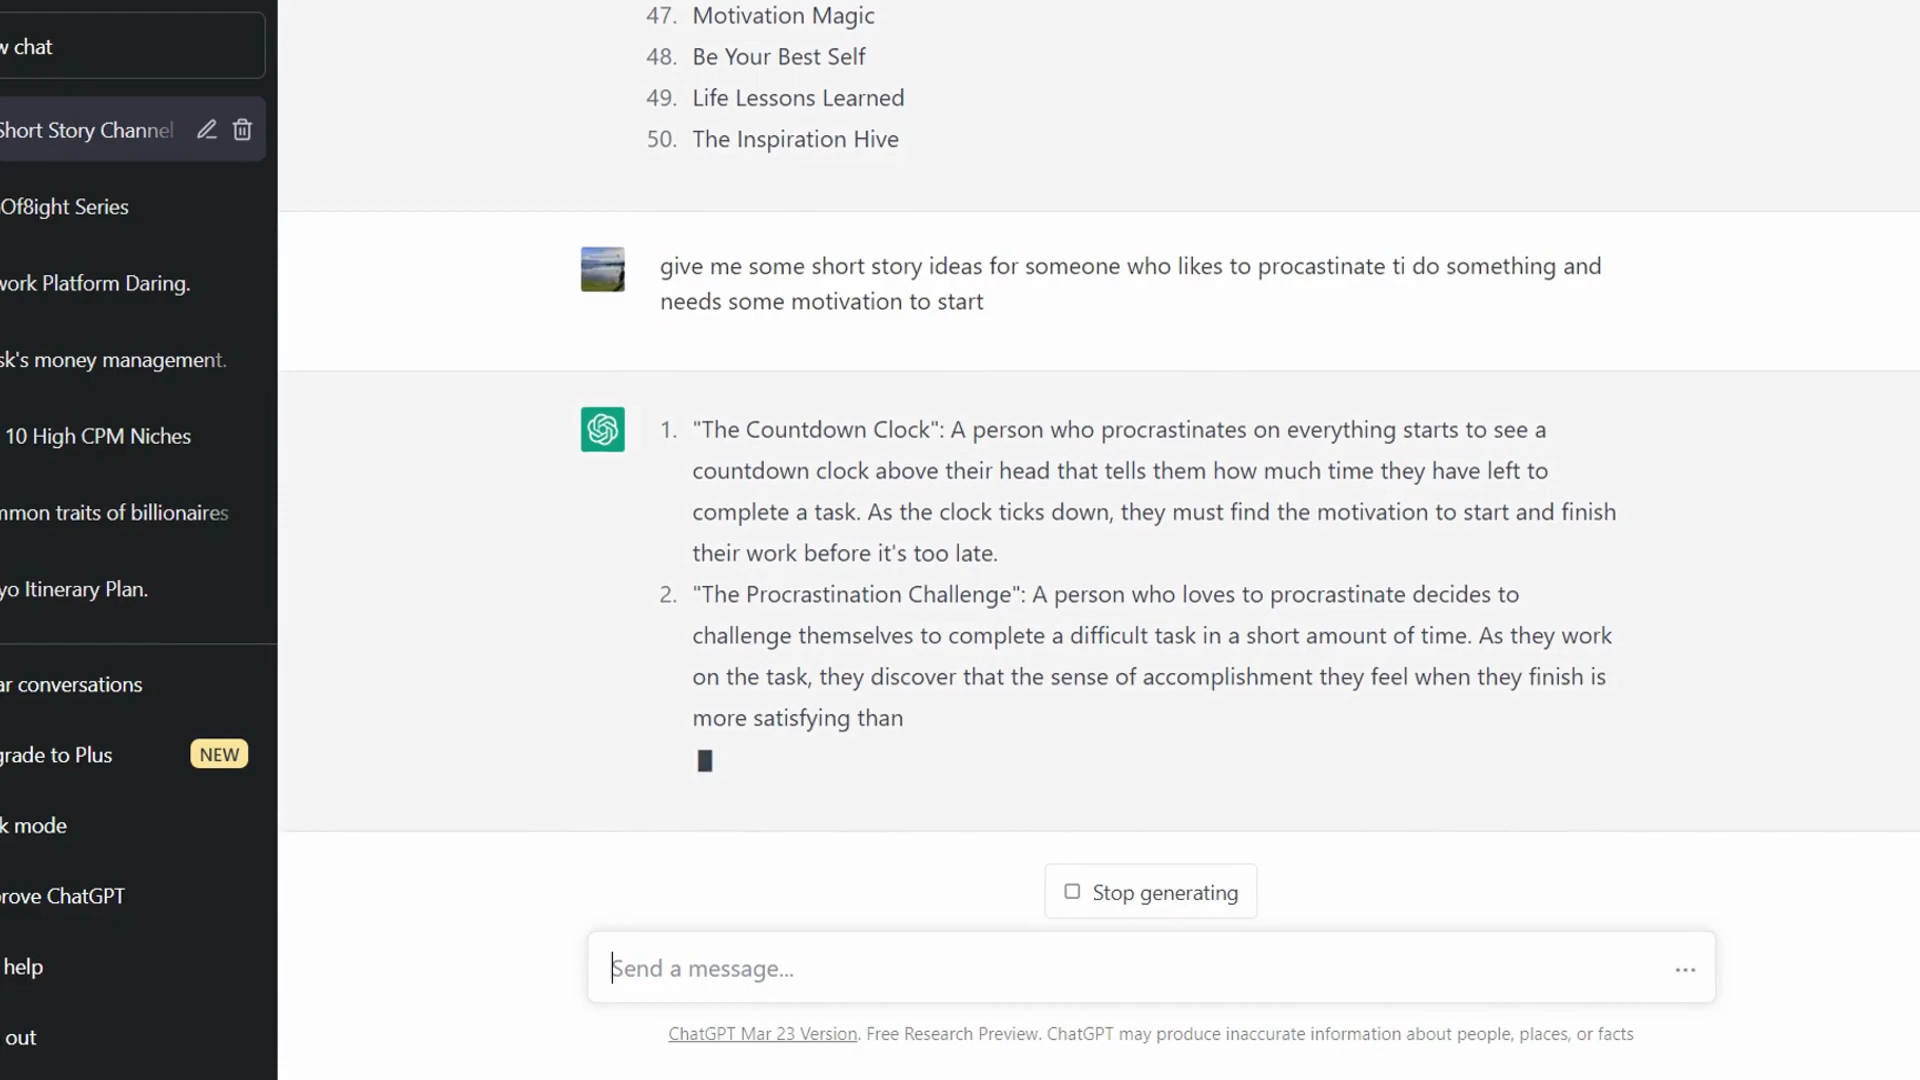 w chat
Short Story Channel
Of8ight Series
work Platform Daring.
sk's money management.
10 High CPM Niches
mmon traits of billionaires
yo Itinerary Plan.
ar conversations
grade to Plus NEW
k mode
prove ChatGPT
help
out
47. Motivation Magic
48. Be Your Best Self
49. Life Lessons Learned
50. The Inspiration Hive
give me some short story ideas for someone who likes to procastinate ti do something and
needs some motivation to start
1. "The Countdown Clock": A person who procrastinates on everything starts to see a
countdown clock above their head that tells them how much time they have left to
complete a task. As the clock ticks down, they must find the motivation to start and finish
their work before it's too late.
2. "The Procrastination Challenge": A person who loves to procrastinate decides to
challenge themselves to complete a difficult task in a short amount of time. As they work
on the task, they discover that the sense of accomplishment they feel when they finish is
more satisfying than
Stop generating
Send a message...
ChatGPT Mar 23 Version. Free Research Preview. ChatGPT may produce inaccurate information about people, places, or facts